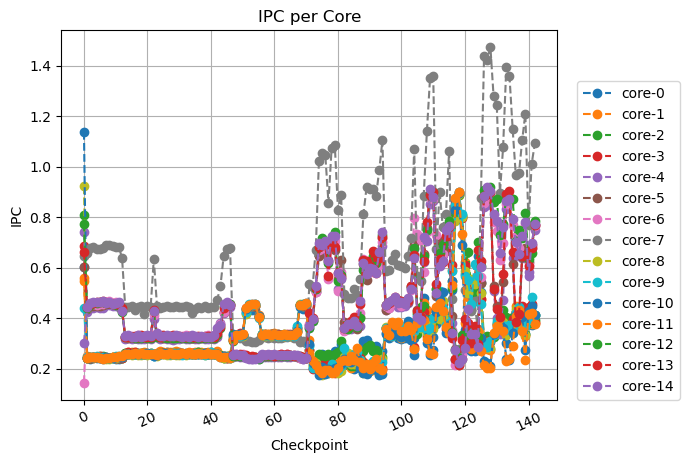 IPC per Core
IPC
1.4
1.2
1.0
0.8
0.6
0.4
0.2
0
20
40
60
80
100
120
140
Checkpoint
core-0
core-1
core-2
core-3
core-4
core-5
core-6
core-7
core-8
core-9
core-10
core-11
core-12
core-13
core-14